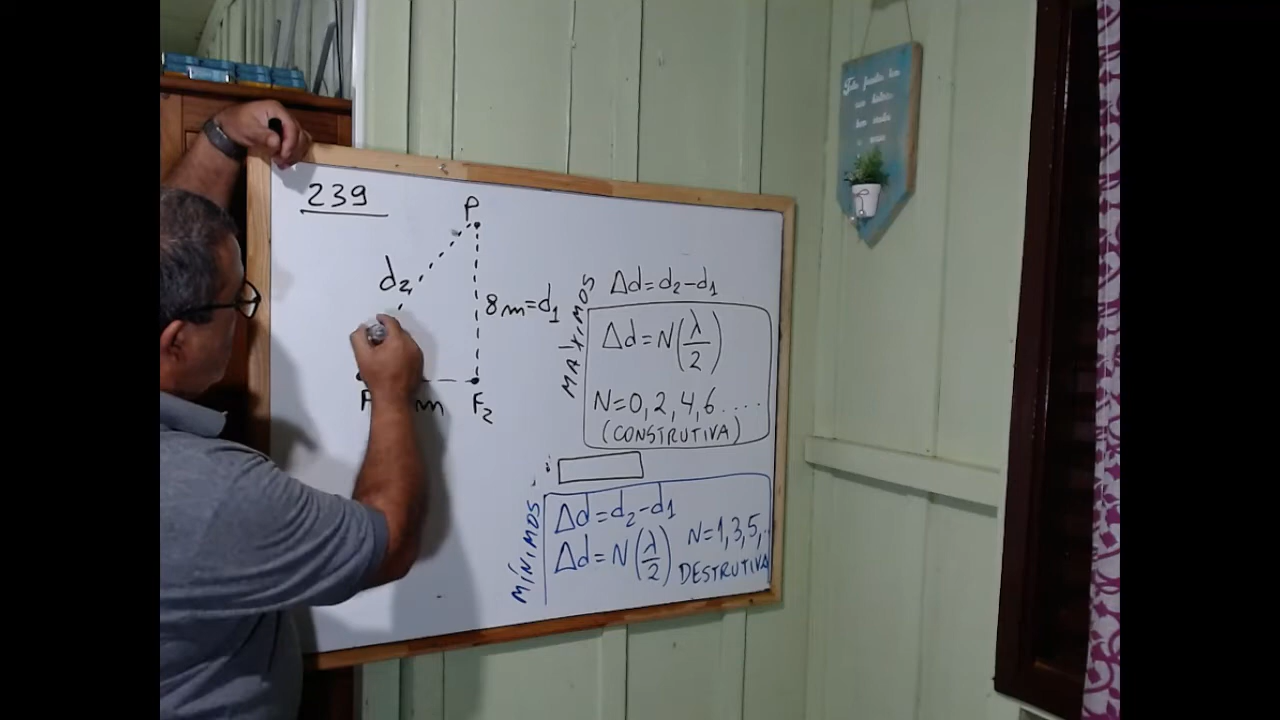 239
P
d2
8m=d1
F2
m
MÁXIMOS
Δd=d2-d1
Δd=N(λ/2)
N=0,2,4,6....
(CONSTRUTIVA)
MÍNIMOS
Δd=d2-d1
Δd=N(λ/2) N=1,3,5,.
DESTRUTIVA